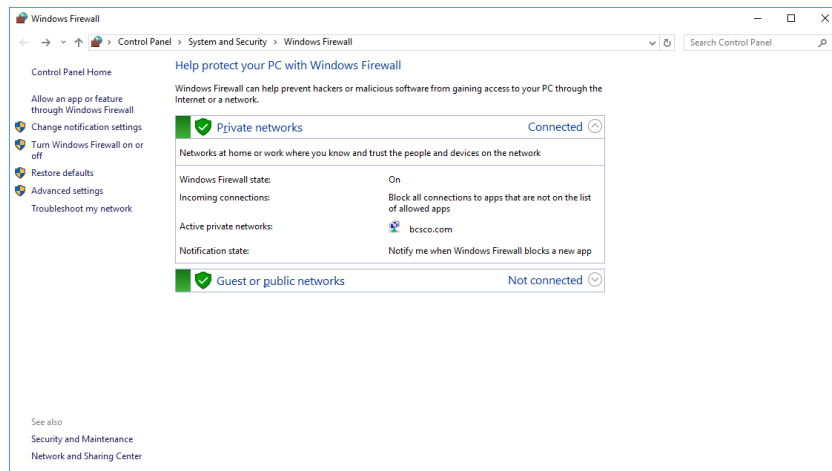 Windows Firewall
Control Panel > System and Security > Windows Firewall
Search Control Panel
Control Panel Home
Allow an app or feature
through Windows Firewall
Change notification settings
Turn Windows Firewall on or
off
Restore defaults
Advanced settings
Troubleshoot my network
Help protect your PC with Windows Firewall
Windows Firewall can help prevent hackers or malicious software from gaining access to your PC through the
Internet or a network.
Private networks Connected
Networks at home or work where you know and trust the people and devices on the network
Windows Firewall state: On
Incoming connections: Block all connections to apps that are not on the list
of allowed apps
Active private networks: bcsco.com
Notification state: Notify me when Windows Firewall blocks a new app
Guest or public networks Not connected
See also
Security and Maintenance
Network and Sharing Center